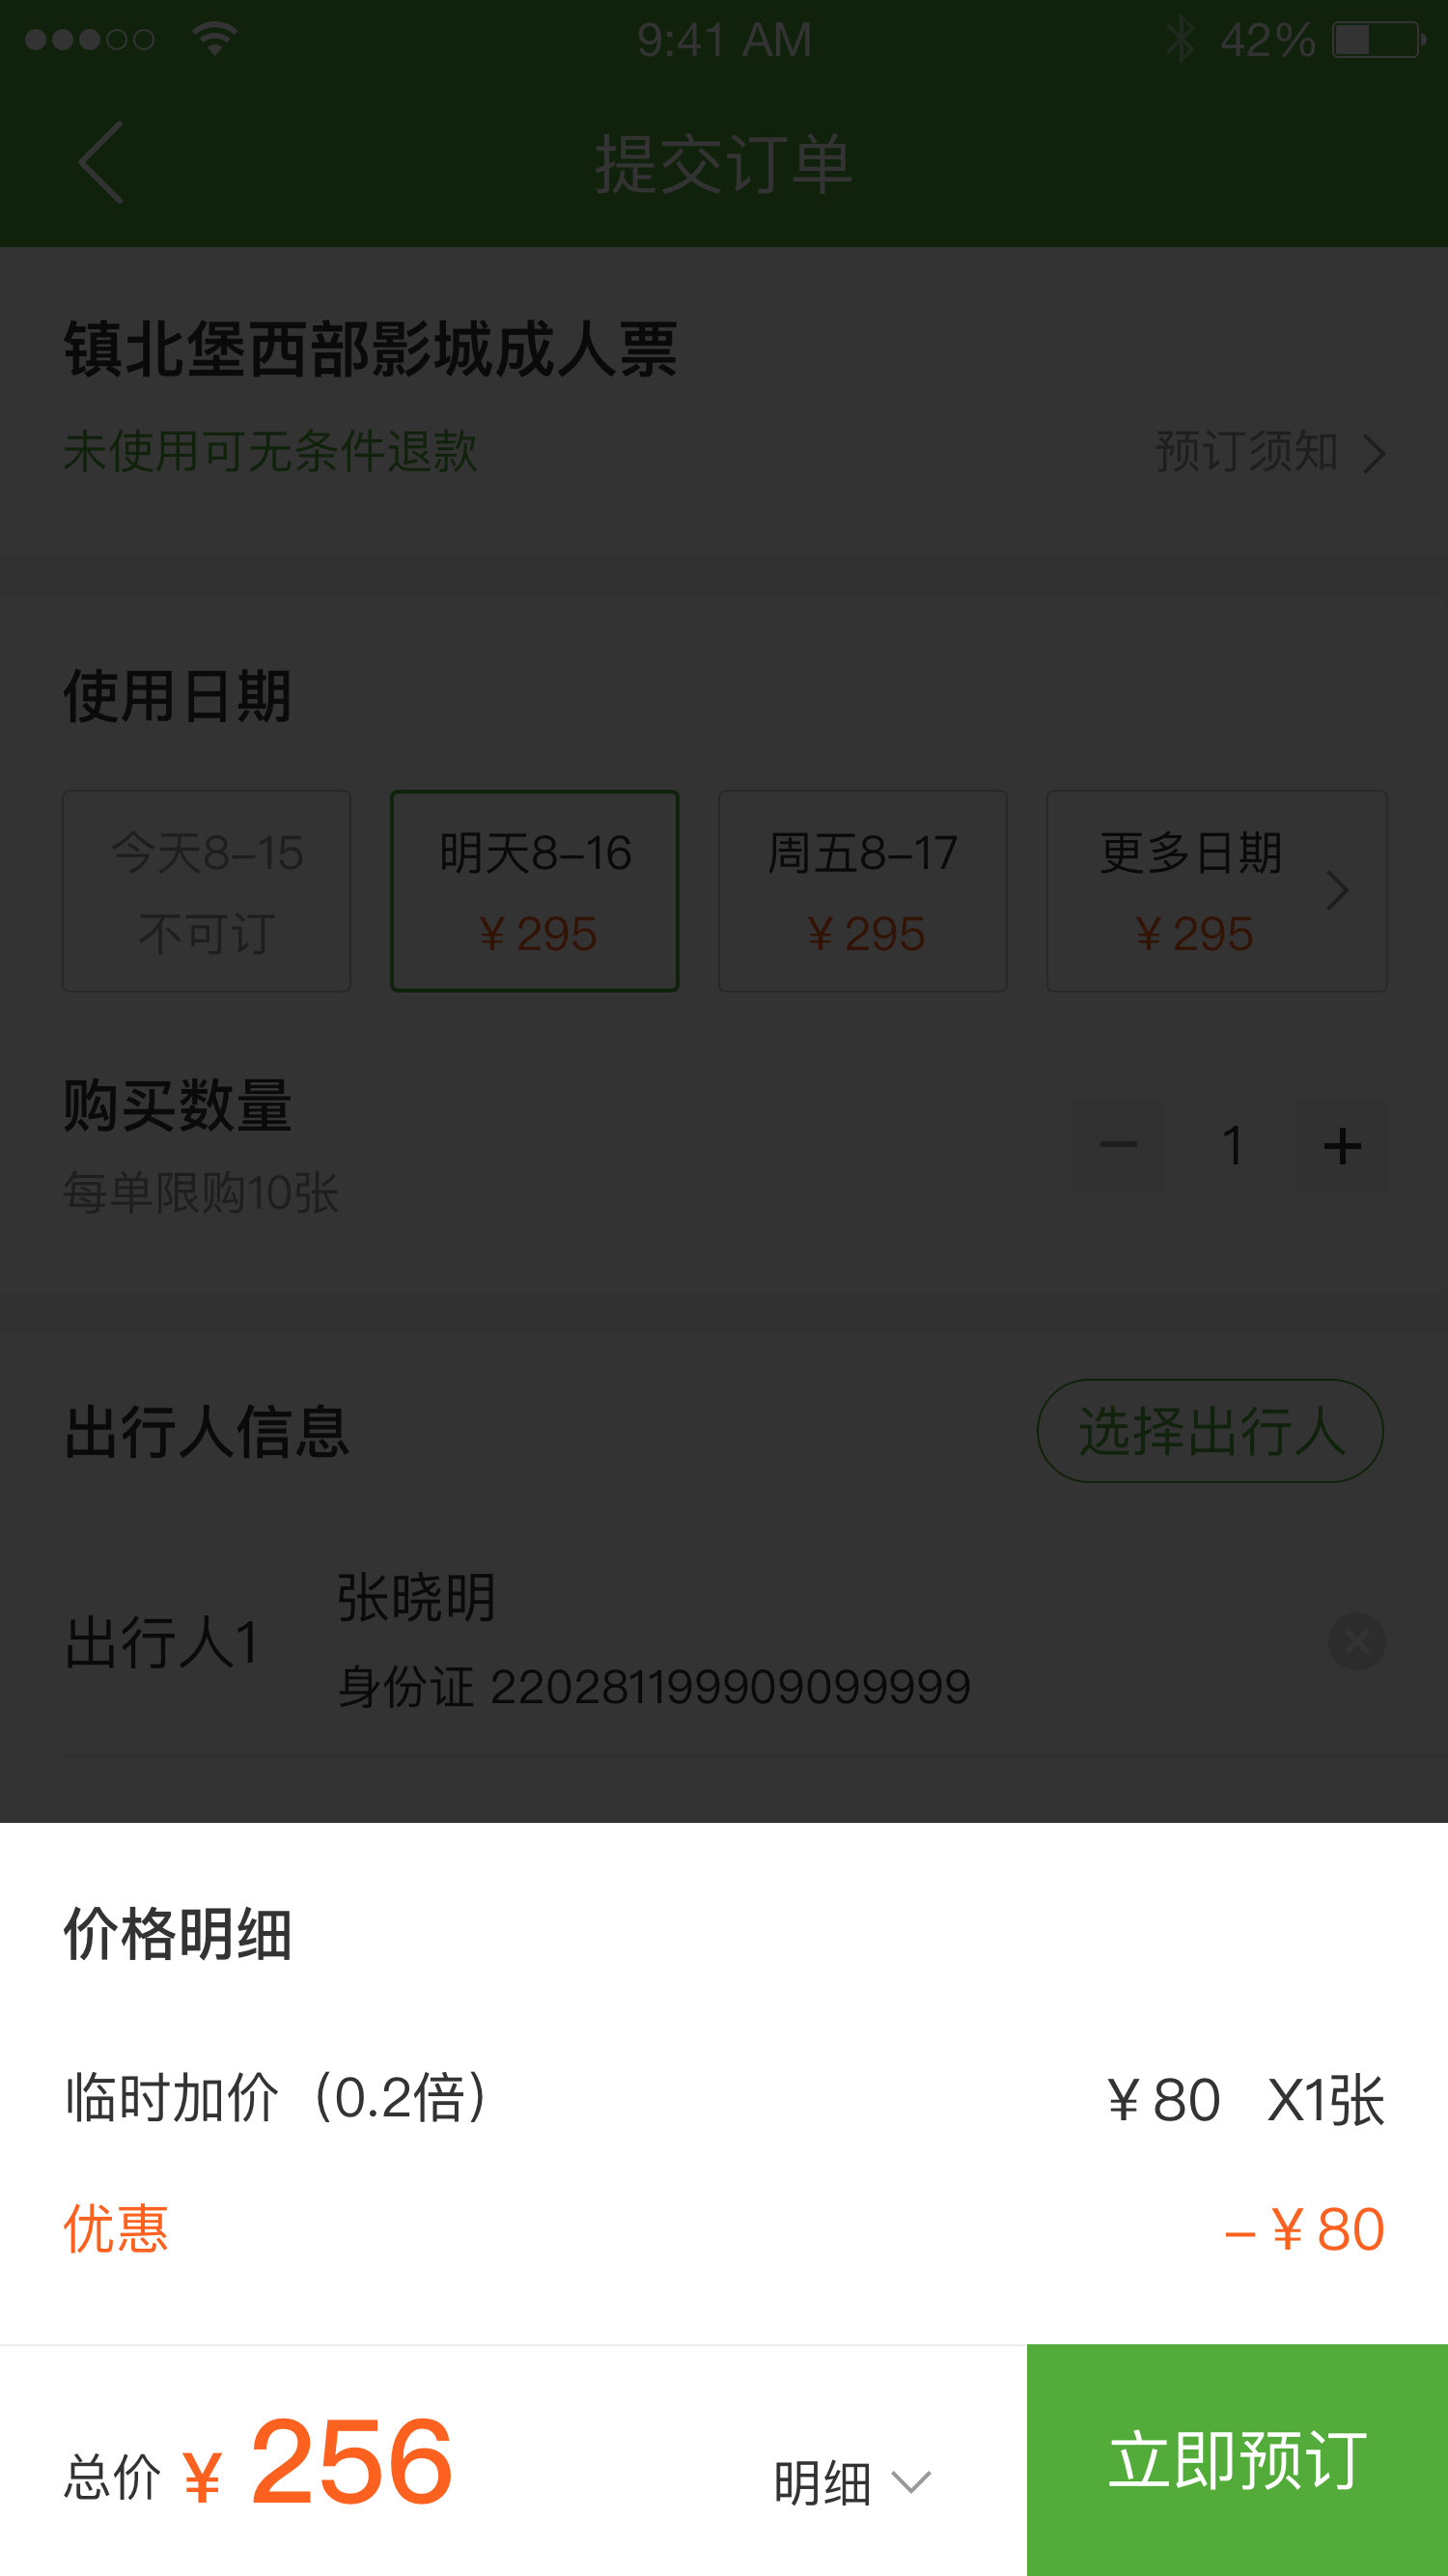 9:41 AM 42%
提交订单
镇北堡西部影城成人票
未使用可无条件退款 预订须知
使用日期
今天8-15 明天8-16 周五8-17 更多日期
不可订 ¥295 ¥295 ¥295
购买数量
每单限购10张
1
出行人信息 选择出行人
出行人1
张晓明
身份证 220281199909099999
价格明细
临时加价（0.2倍） ¥80 X1张
优惠 -¥80
总价 ¥ 256 明细 立即预订